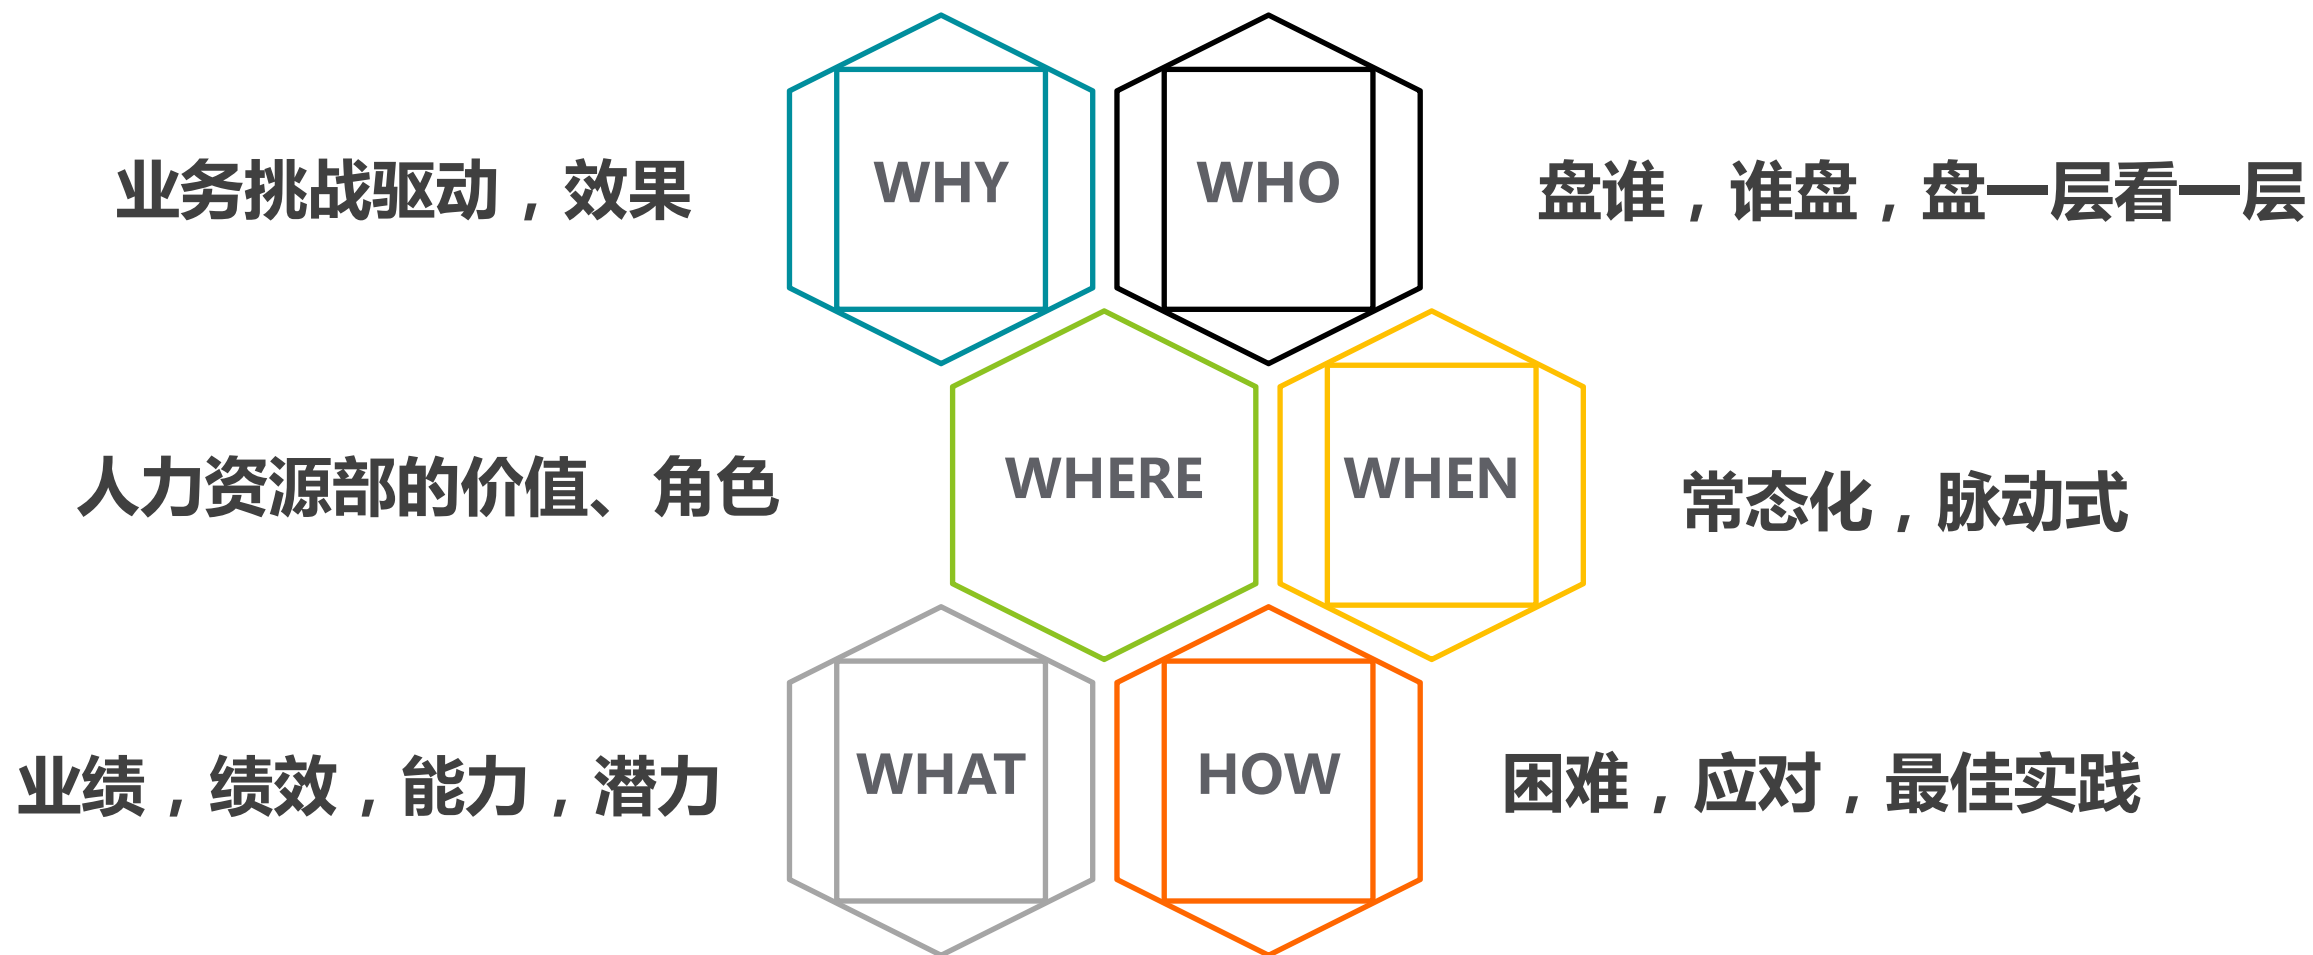 业务挑战驱动，效果
WHY
WHO
盘谁，谁盘，盘一层看一层
人力资源部的价值、角色
WHERE
WHEN
常态化，脉动式
业绩，绩效，能力，潜力
WHAT
HOW
困难，应对，最佳实践